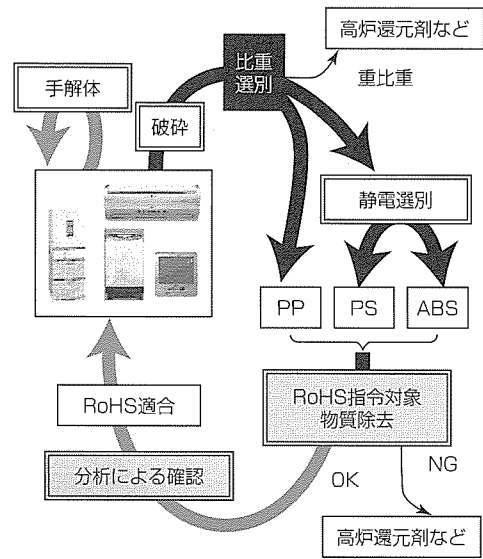 高炉還元剤など
比重
選別
重比重
手解体
破砕
静電選別
PP
PS
ABS
RoHS適合
RoHS指令対象
物質除去
分析による確認
OK
NG
高炉還元剤など